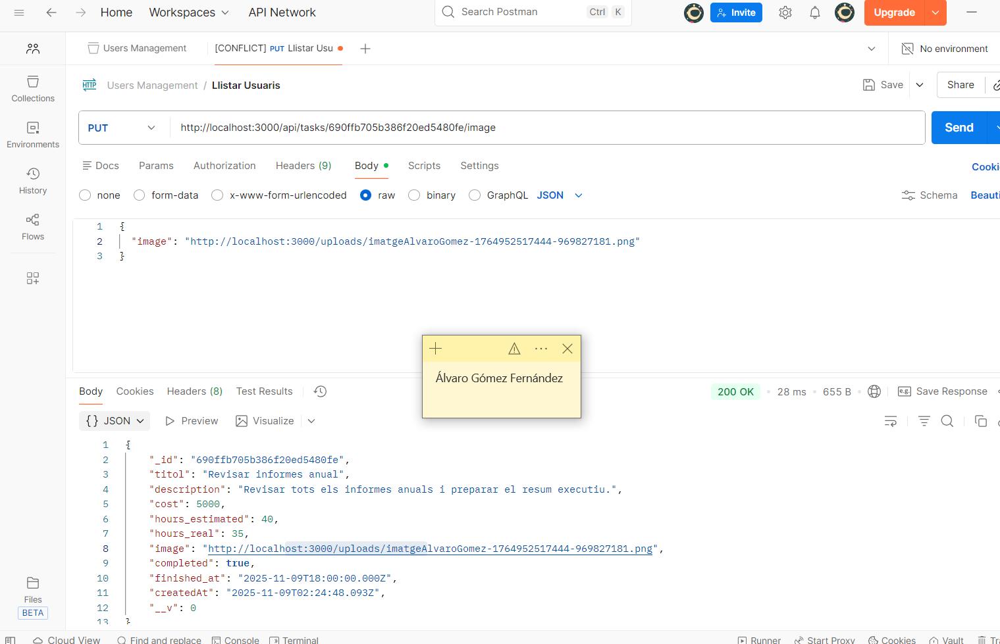 Home Workspaces API Network Search Postman Ctrl K Invite Upgrade
Users Management [CONFLICT] PUT Llistar Usu No environment
Collections
Environments
History
Flows
Files
BETA
HTTP Users Management / Llistar Usuaris Save Share
PUT http://localhost:3000/api/tasks/690ffb705b386f20ed5480fe/image Send
Docs Params Authorization Headers (9) Body Scripts Settings Cooki
none form-data x-www-form-urlencoded raw binary GraphQL JSON Schema Beauti
1 {
2 "image": "http://localhost:3000/uploads/imatgeAlvaroGomez-1764952517444-969827181.png"
3 }
Álvaro Gómez Fernández
Body Cookies Headers (8) Test Results 200 OK 28 ms 655 B e.g. Save Response
{} JSON Preview Visualize
1 {
2 "_id": "690ffb705b386f20ed5480fe",
3 "titol": "Revisar informes anual",
4 "description": "Revisar tots els informes anuals i preparar el resum executiu.",
5 "cost": 5000,
6 "hours_estimated": 40,
7 "hours_real": 35,
8 "image": "http://localhost:3000/uploads/imatgeAlvaroGomez-1764952517444-969827181.png",
9 "completed": true,
10 "finished_at": "2025-11-09T18:00:00.000Z",
11 "createdAt": "2025-11-09T02:24:48.093Z",
12 "__v": 0
13 }
Cloud View Find and replace Console Terminal Runner Start Proxy Cookies Vault Tr